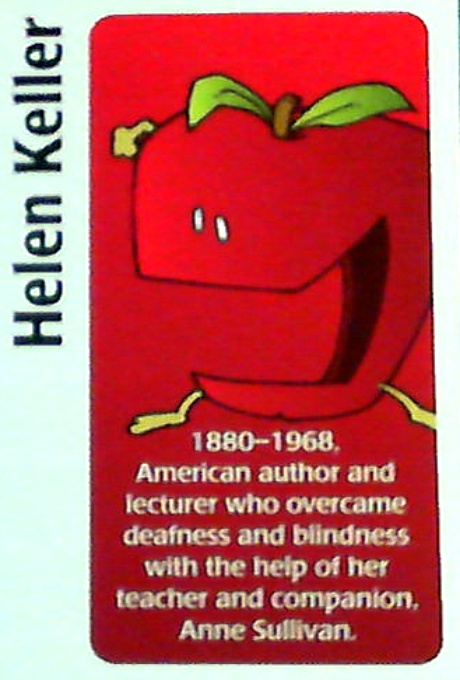 Helen Keller
1880–1968.
American author and
lecturer who overcame
deafness and blindness
with the help of her
teacher and companion,
Anne Sullivan.